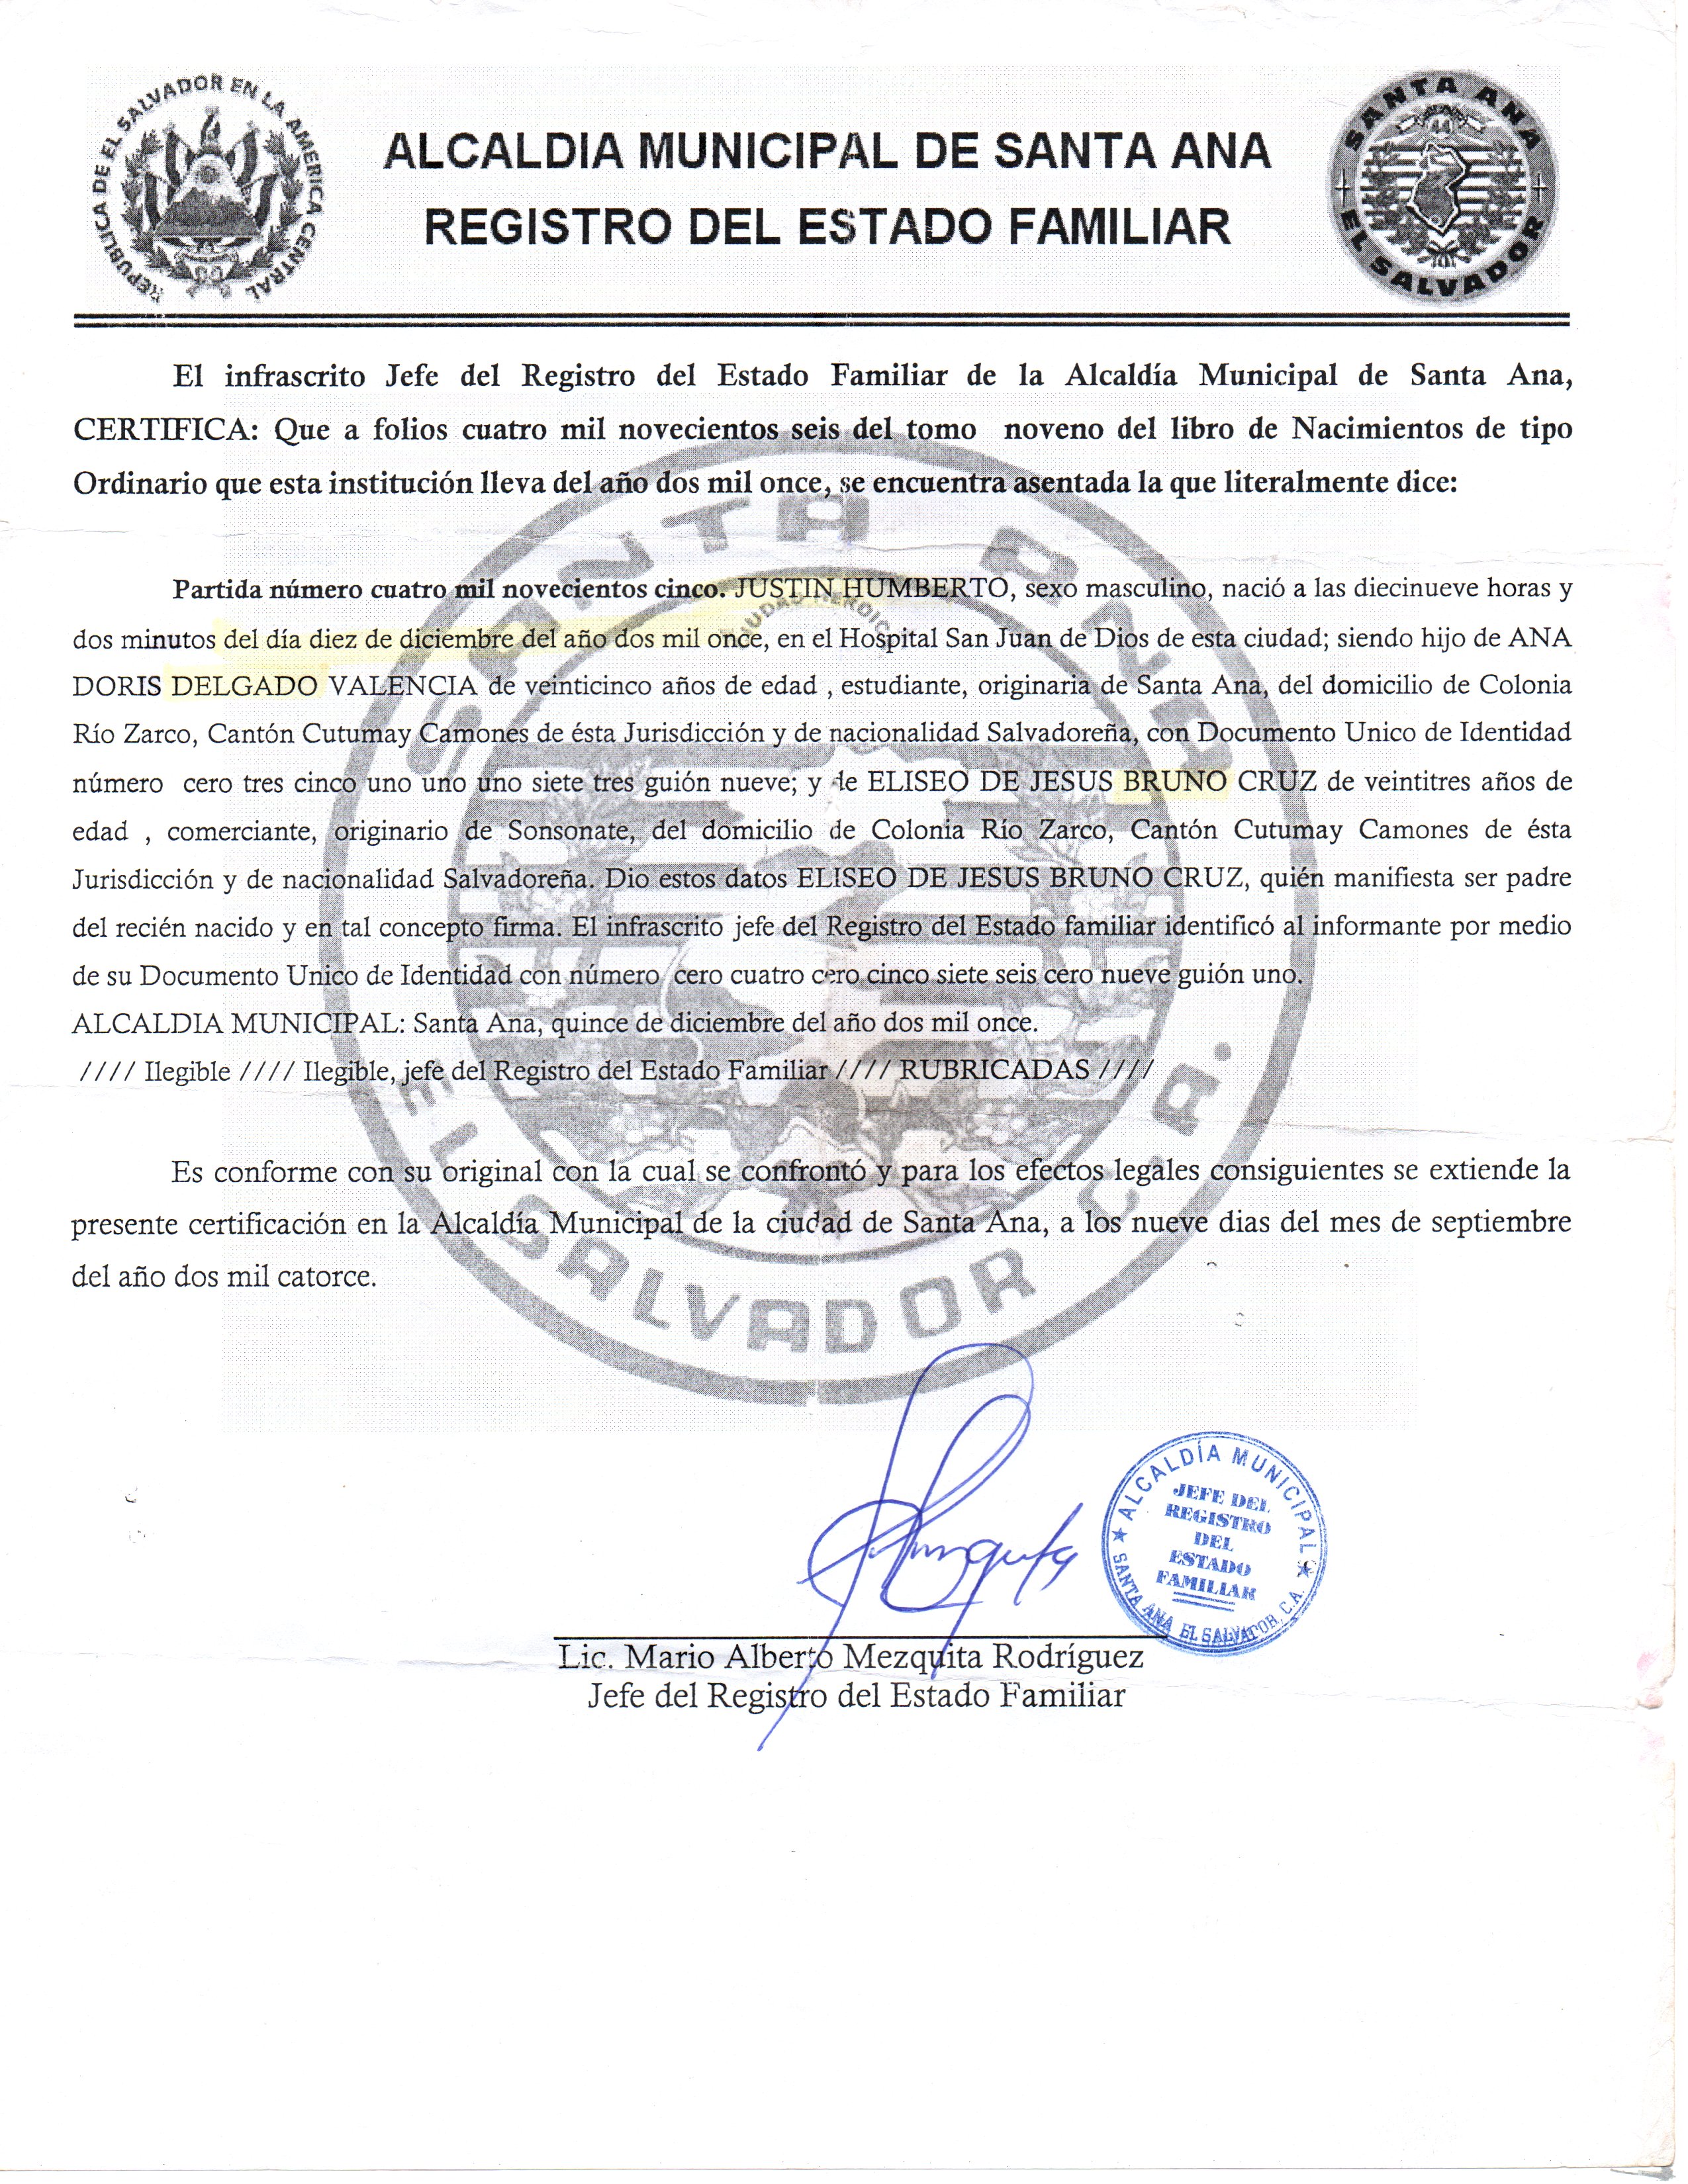 REPUBLICA DE EL SALVADOR EN LA AMERICA CENTRAL
ALCALDIA MUNICIPAL DE SANTA ANA
REGISTRO DEL ESTADO FAMILIAR
SANTA ANA
44
EL SALVADOR
El infrascrito Jefe del Registro del Estado Familiar de la Alcaldía Municipal de Santa Ana,
CERTIFICA: Que a folios cuatro mil novecientos seis del tomo noveno del libro de Nacimientos de tipo
Ordinario que esta institución lleva del año dos mil once, se encuentra asentada la que literalmente dice:
Partida número cuatro mil novecientos cinco. JUSTIN HUMBERTO, sexo masculino, nació a las diecinueve horas y
dos minutos del día diez de diciembre del año dos mil once, en el Hospital San Juan de Dios de esta ciudad; siendo hijo de ANA
DORIS DELGADO VALENCIA de veinticinco años de edad , estudiante, originaria de Santa Ana, del domicilio de Colonia
Río Zarco, Cantón Cutumay Camones de ésta Jurisdicción y de nacionalidad Salvadoreña, con Documento Unico de Identidad
número cero tres cinco uno uno uno siete tres guión nueve; y de ELISEO DE JESUS BRUNO CRUZ de veintitres años de
edad , comerciante, originario de Sonsonate, del domicilio de Colonia Río Zarco, Cantón Cutumay Camones de ésta
Jurisdicción y de nacionalidad Salvadoreña. Dio estos datos ELISEO DE JESUS BRUNO CRUZ, quién manifiesta ser padre
del recién nacido y en tal concepto firma. El infrascrito jefe del Registro del Estado familiar identificó al informante por medio
de su Documento Unico de Identidad con número cero cuatro cero cinco siete seis cero nueve guión uno.
ALCALDIA MUNICIPAL: Santa Ana, quince de diciembre del año dos mil once.
//// Ilegible //// Ilegible, jefe del Registro del Estado Familiar //// RUBRICADAS ////
Es conforme con su original con la cual se confrontó y para los efectos legales consiguientes se extiende la
presente certificación en la Alcaldía Municipal de la ciudad de Santa Ana, a los nueve dias del mes de septiembre
del año dos mil catorce.
SANTA ANA
CIUDAD HEROICA
EL SALVADOR C.A.
ALCALDÍA MUNICIPAL
JEFE DEL
REGISTRO
DEL
ESTADO
FAMILIAR
SANTA ANA EL SALVADOR, C.A.
Lic. Mario Alberto Mezquita Rodríguez
Jefe del Registro del Estado Familiar